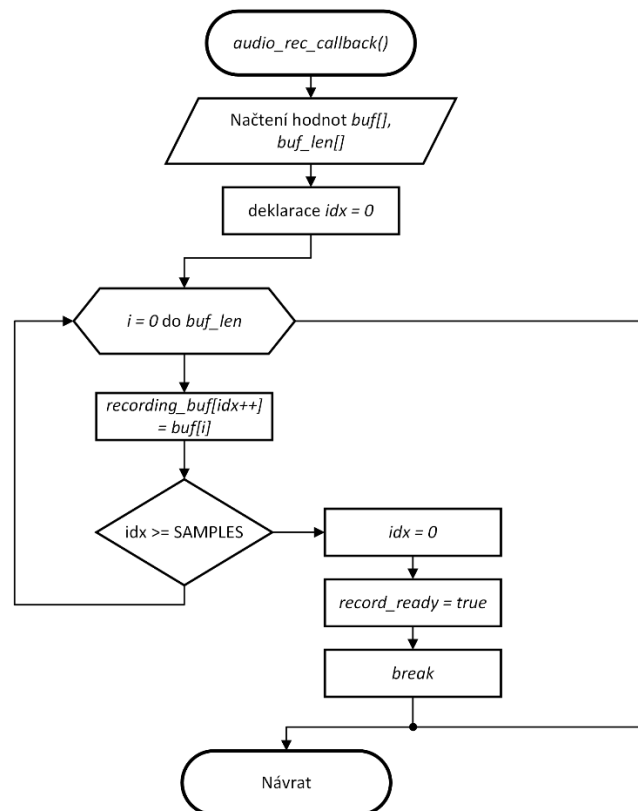 audio_rec_callback()
Načtení hodnot buf[],
buf_len[]
deklarace idx = 0
i = 0 do buf_len
recording_buf[idx++]
= buf[i]
idx >= SAMPLES
idx = 0
record_ready = true
break
Návrat